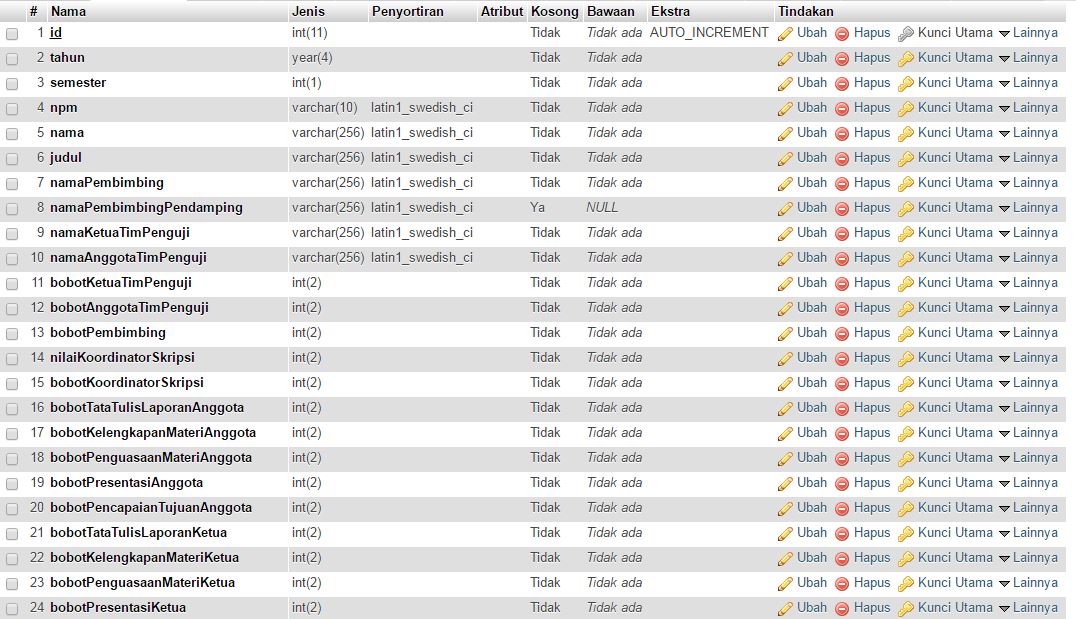 # Nama Jenis Penyortiran Atribut Kosong Bawaan Ekstra Tindakan
1 id int(11) Tidak Tidak ada AUTO_INCREMENT Ubah Hapus Kunci Utama Lainnya
2 tahun year(4) Tidak Tidak ada Ubah Hapus Kunci Utama Lainnya
3 semester int(1) Tidak Tidak ada Ubah Hapus Kunci Utama Lainnya
4 npm varchar(10) latin1_swedish_ci Tidak Tidak ada Ubah Hapus Kunci Utama Lainnya
5 nama varchar(256) latin1_swedish_ci Tidak Tidak ada Ubah Hapus Kunci Utama Lainnya
6 judul varchar(256) latin1_swedish_ci Tidak Tidak ada Ubah Hapus Kunci Utama Lainnya
7 namaPembimbing varchar(256) latin1_swedish_ci Tidak Tidak ada Ubah Hapus Kunci Utama Lainnya
8 namaPembimbingPendamping varchar(256) latin1_swedish_ci Ya NULL Ubah Hapus Kunci Utama Lainnya
9 namaKetuaTimPenguji varchar(256) latin1_swedish_ci Tidak Tidak ada Ubah Hapus Kunci Utama Lainnya
10 namaAnggotaTimPenguji varchar(256) latin1_swedish_ci Tidak Tidak ada Ubah Hapus Kunci Utama Lainnya
11 bobotKetuaTimPenguji int(2) Tidak Tidak ada Ubah Hapus Kunci Utama Lainnya
12 bobotAnggotaTimPenguji int(2) Tidak Tidak ada Ubah Hapus Kunci Utama Lainnya
13 bobotPembimbing int(2) Tidak Tidak ada Ubah Hapus Kunci Utama Lainnya
14 nilaiKoordinatorSkripsi int(2) Tidak Tidak ada Ubah Hapus Kunci Utama Lainnya
15 bobotKoordinatorSkripsi int(2) Tidak Tidak ada Ubah Hapus Kunci Utama Lainnya
16 bobotTataTulisLaporanAnggota int(2) Tidak Tidak ada Ubah Hapus Kunci Utama Lainnya
17 bobotKelengkapanMateriAnggota int(2) Tidak Tidak ada Ubah Hapus Kunci Utama Lainnya
18 bobotPenguasaanMateriAnggota int(2) Tidak Tidak ada Ubah Hapus Kunci Utama Lainnya
19 bobotPresentasiAnggota int(2) Tidak Tidak ada Ubah Hapus Kunci Utama Lainnya
20 bobotPencapaianTujuanAnggota int(2) Tidak Tidak ada Ubah Hapus Kunci Utama Lainnya
21 bobotTataTulisLaporanKetua int(2) Tidak Tidak ada Ubah Hapus Kunci Utama Lainnya
22 bobotKelengkapanMateriKetua int(2) Tidak Tidak ada Ubah Hapus Kunci Utama Lainnya
23 bobotPenguasaanMateriKetua int(2) Tidak Tidak ada Ubah Hapus Kunci Utama Lainnya
24 bobotPresentasiKetua int(2) Tidak Tidak ada Ubah Hapus Kunci Utama Lainnya